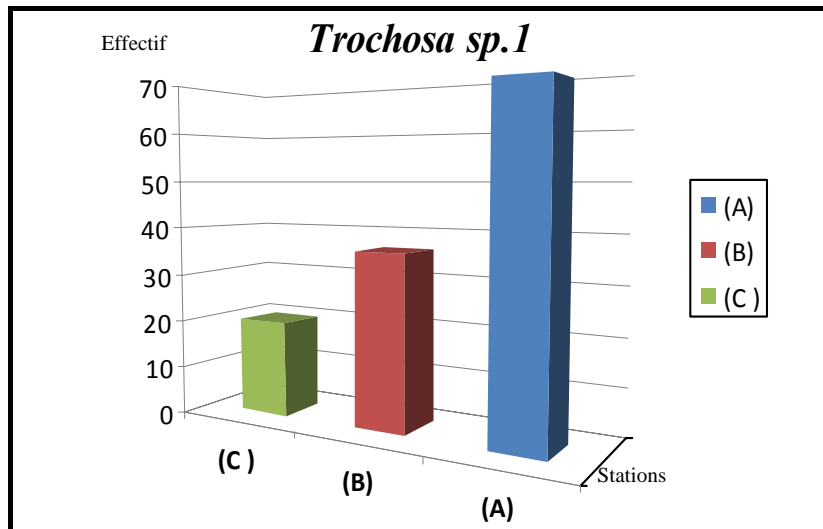 Trochosa sp.1
Effectif
70
60
50
40
30
20
10
0
(C )
(B)
(A)
Stations
(A)
(B)
(C )